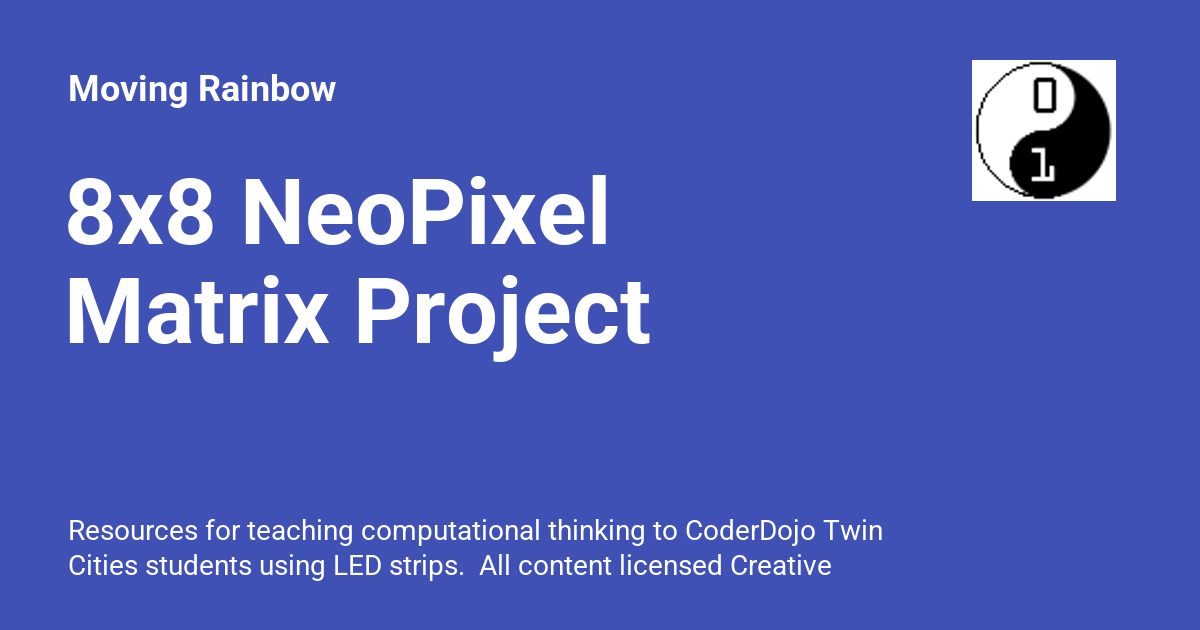 Moving Rainbow
0
1
8x8 NeoPixel
Matrix Project
Resources for teaching computational thinking to CoderDojo Twin
Cities students using LED strips.  All content licensed Creative